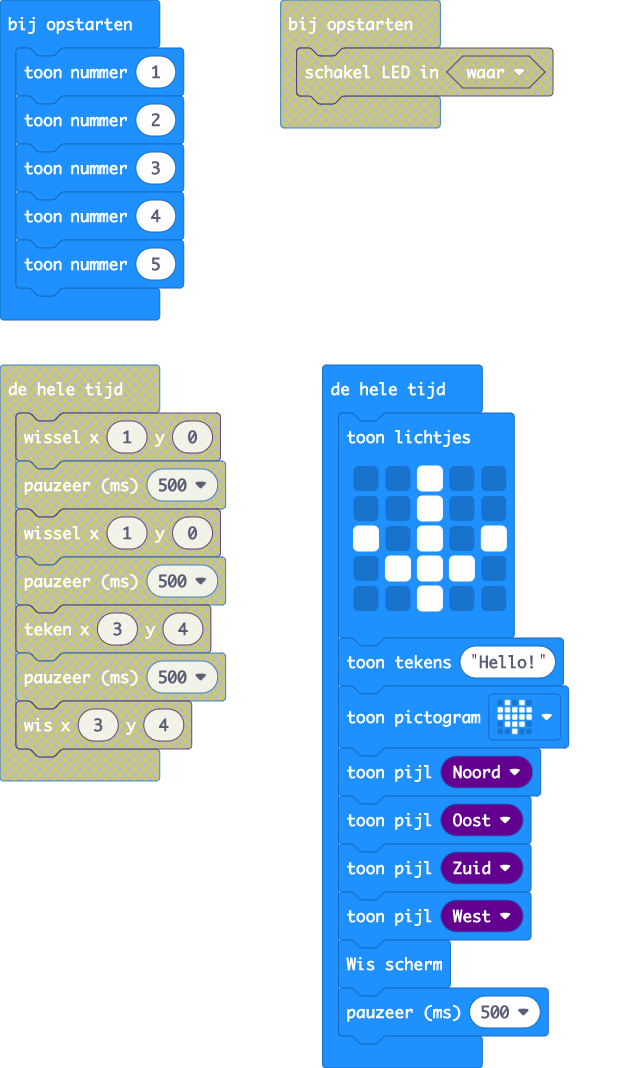 bij opstarten
toon nummer 1
toon nummer 2
toon nummer 3
toon nummer 4
toon nummer 5
bij opstarten
schakel LED in waar
de hele tijd
wissel x 1 y 0
pauzeer (ms) 500
wissel x 1 y 0
pauzeer (ms) 500
teken x 3 y 4
pauzeer (ms) 500
wis x 3 y 4
de hele tijd
toon lichtjes
toon tekens "Hello!"
toon pictogram
toon pijl Noord
toon pijl Oost
toon pijl Zuid
toon pijl West
Wis scherm
pauzeer (ms) 500